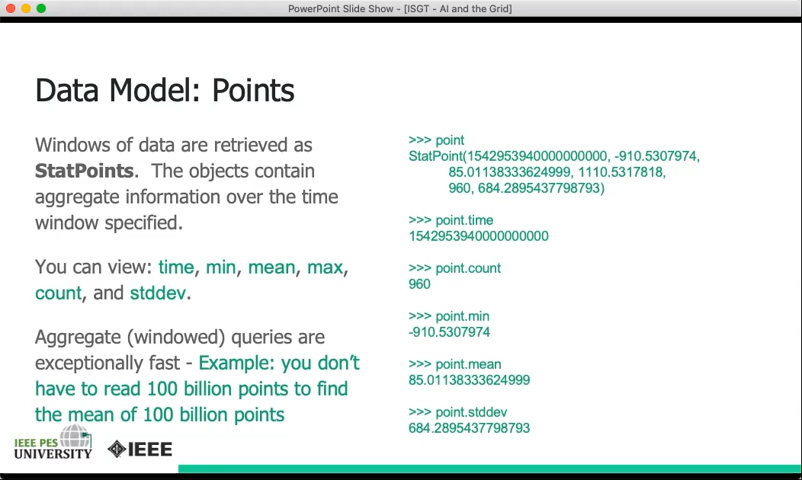 PowerPoint Slide Show - [ISGT - AI and the Grid]
Data Model: Points
Windows of data are retrieved as
StatPoints. The objects contain
aggregate information over the time
window specified.
You can view: time, min, mean, max,
count, and stddev.
Aggregate (windowed) queries are
exceptionally fast - Example: you don't
have to read 100 billion points to find
the mean of 100 billion points
>>> point
StatPoint(1542953940000000000, -910.5307974,
85.01138333624999, 1110.5317818,
960, 684.2895437798793)
>>> point.time
1542953940000000000
>>> point.count
960
>>> point.min
-910.5307974
>>> point.mean
85.01138333624999
>>> point.stddev
684.2895437798793
IEEE PES
UNIVERSITY
IEEE